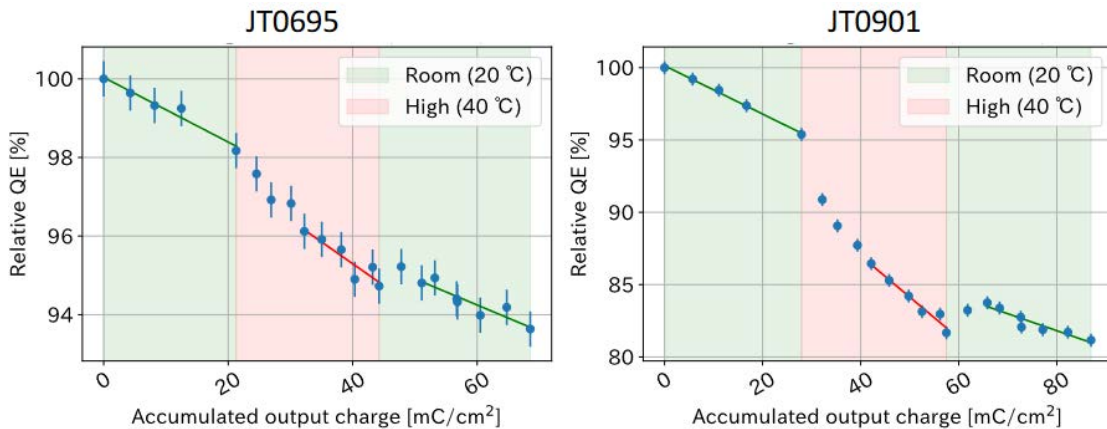 JT0695
JT0901
Room (20 ℃)
High (40 ℃)
Relative QE [%]
100
98
96
94
0
20
40
60
Accumulated output charge [mC/cm²]
Room (20 ℃)
High (40 ℃)
Relative QE [%]
100
95
90
85
80
0
20
40
60
80
Accumulated output charge [mC/cm²]